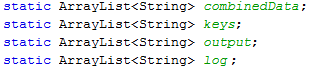 static ArrayList<String> combinedData;
static ArrayList<String> keys;
static ArrayList<String> output;
static ArrayList<String> log;